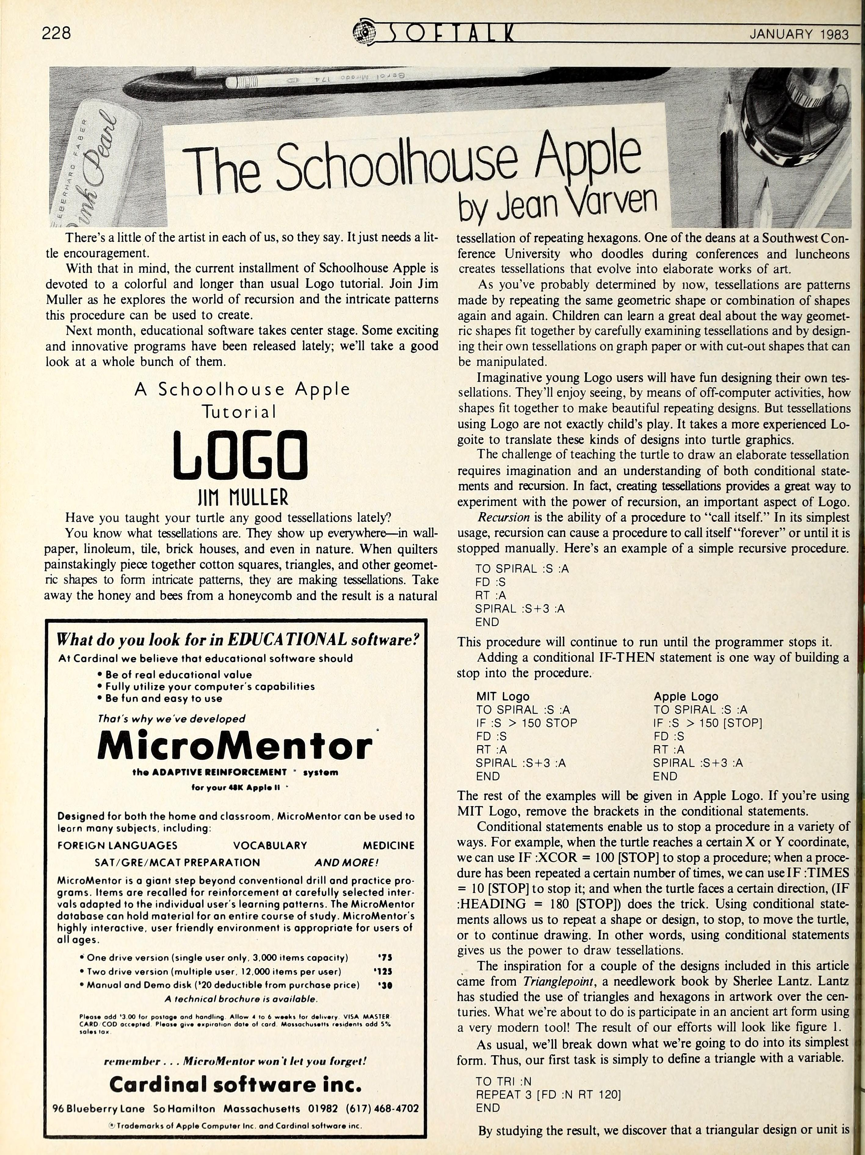 228
SOFTALK
JANUARY 1983
EBERHARD FABER
Pink Pearl
The Schoolhouse Apple
by Jean Varven
There's a little of the artist in each of us, so they say. It just needs a lit-
tle encouragement.
With that in mind, the current installment of Schoolhouse Apple is
devoted to a colorful and longer than usual Logo tutorial. Join Jim
Muller as he explores the world of recursion and the intricate patterns
this procedure can be used to create.
Next month, educational software takes center stage. Some exciting
and innovative programs have been released lately; we'll take a good
look at a whole bunch of them.
A Schoolhouse Apple
Tutorial
LOGO
JIM MULLER
Have you taught your turtle any good tessellations lately?
You know what tessellations are. They show up everywhere—in wall-
paper, linoleum, tile, brick houses, and even in nature. When quilters
painstakingly piece together cotton squares, triangles, and other geomet-
ric shapes to form intricate patterns, they are making tessellations. Take
away the honey and bees from a honeycomb and the result is a natural
What do you look for in EDUCATIONAL software?
At Cardinal we believe that educational software should
• Be of real educational value
• Fully utilize your computer's capabilities
• Be fun and easy to use
That's why we've developed
MicroMentor
the ADAPTIVE REINFORCEMENT system
for your 48K Apple II
Designed for both the home and classroom, MicroMentor can be used to
learn many subjects, including:
FOREIGN LANGUAGES VOCABULARY MEDICINE
SAT/GRE/MCAT PREPARATION AND MORE!
MicroMentor is a giant step beyond conventional drill and practice pro-
grams. Items are recalled for reinforcement at carefully selected inter-
vals adapted to the individual user's learning patterns. The MicroMentor
database can hold material for an entire course of study. MicroMentor's
highly interactive, user friendly environment is appropriate for users of
all ages.
• One drive version (single user only, 3,000 items capacity) $75
• Two drive version (multiple user, 12,000 items per user) $125
• Manual and Demo disk ($20 deductible from purchase price) $30
A technical brochure is available.
Please add $3.00 for postage and handling. Allow 4 to 6 weeks for delivery. VISA MASTER
CARD COD accepted. Please give expiration date of card. Massachusetts residents add 5%
sales tax
remember . . . MicroMentor won't let you forget!
Cardinal software inc.
96 Blueberry Lane So Hamilton Massachusetts 01982 (617) 468-4702
Trademarks of Apple Computer Inc. and Cardinal software inc.
tessellation of repeating hexagons. One of the deans at a Southwest Con-
ference University who doodles during conferences and luncheons
creates tessellations that evolve into elaborate works of art.
As you've probably determined by now, tessellations are patterns
made by repeating the same geometric shape or combination of shapes
again and again. Children can learn a great deal about the way geomet-
ric shapes fit together by carefully examining tessellations and by design-
ing their own tessellations on graph paper or with cut-out shapes that can
be manipulated.
Imaginative young Logo users will have fun designing their own tes-
sellations. They'll enjoy seeing, by means of off-computer activities, how
shapes fit together to make beautiful repeating designs. But tessellations
using Logo are not exactly child's play. It takes a more experienced Lo-
goite to translate these kinds of designs into turtle graphics.
The challenge of teaching the turtle to draw an elaborate tessellation
requires imagination and an understanding of both conditional state-
ments and recursion. In fact, creating tessellations provides a great way to
experiment with the power of recursion, an important aspect of Logo.
Recursion is the ability of a procedure to "call itself." In its simplest
usage, recursion can cause a procedure to call itself "forever" or until it is
stopped manually. Here's an example of a simple recursive procedure.
TO SPIRAL :S :A
FD :S
RT :A
SPIRAL :S+3 :A
END
This procedure will continue to run until the programmer stops it.
Adding a conditional IF-THEN statement is one way of building a
stop into the procedure.
MIT Logo Apple Logo
TO SPIRAL :S :A TO SPIRAL :S :A
IF :S > 150 STOP IF :S > 150 [STOP]
FD :S FD :S
RT :A RT :A
SPIRAL :S+3 :A SPIRAL :S+3 :A
END END
The rest of the examples will be given in Apple Logo. If you're using
MIT Logo, remove the brackets in the conditional statements.
Conditional statements enable us to stop a procedure in a variety of
ways. For example, when the turtle reaches a certain X or Y coordinate,
we can use IF :XCOR = 100 [STOP] to stop a procedure; when a proce-
dure has been repeated a certain number of times, we can use IF :TIMES
= 10 [STOP] to stop it; and when the turtle faces a certain direction, (IF
:HEADING = 180 [STOP]) does the trick. Using conditional state-
ments allows us to repeat a shape or design, to stop, to move the turtle,
or to continue drawing. In other words, using conditional statements
gives us the power to draw tessellations.
The inspiration for a couple of the designs included in this article
came from Trianglepoint, a needlework book by Sherlee Lantz. Lantz
has studied the use of triangles and hexagons in artwork over the cen-
turies. What we're about to do is participate in an ancient art form using
a very modern tool! The result of our efforts will look like figure 1.
As usual, we'll break down what we're going to do into its simplest
form. Thus, our first task is simply to define a triangle with a variable.
TO TRI :N
REPEAT 3 [FD :N RT 120]
END
By studying the result, we discover that a triangular design or unit is